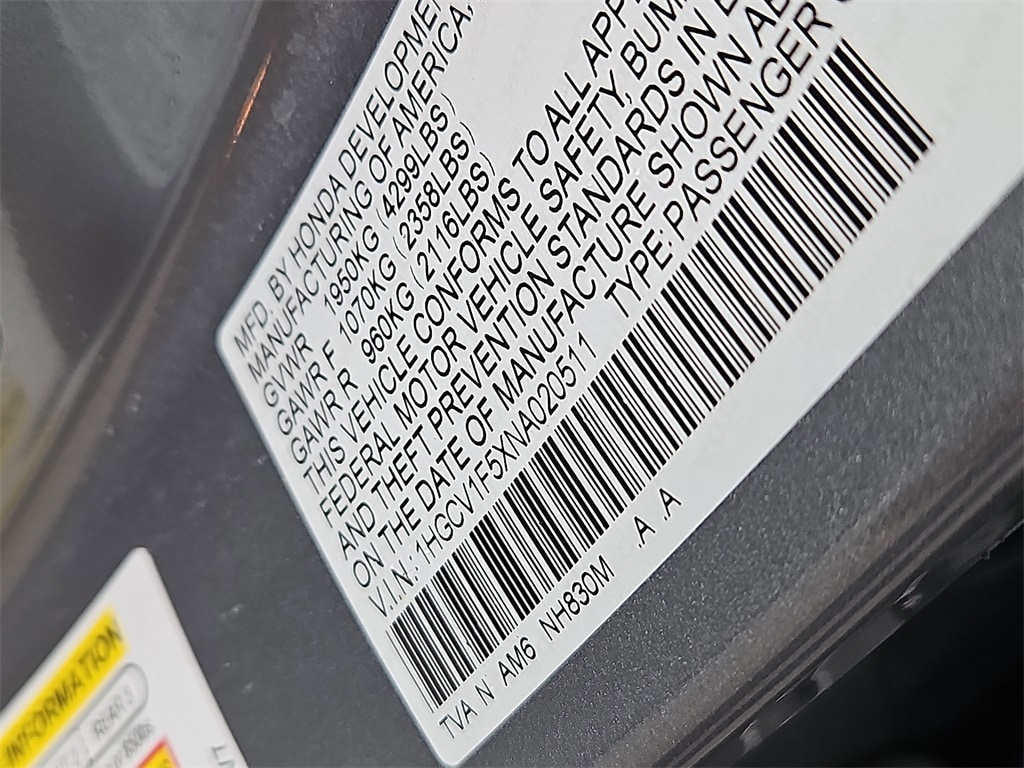 MFD. BY HONDA DEVELOPMEN
MANUFACTURING OF AMERICA,
GVWR 1950KG (4299LBS)
GAWR F 1070KG (2358LBS)
GAWR R 960KG (2116LBS)
THIS VEHICLE CONFORMS TO ALL APP
FEDERAL MOTOR VEHICLE SAFETY, BUM
AND THEFT PREVENTION STANDARDS IN E
ON THE DATE OF MANUFACTURE SHOWN AB
V.I.N.: 1HGCV1F5XNA020511 TYPE: PASSENGER
TVA N AM6 NH830M .A .A
INFORMATION
REAR